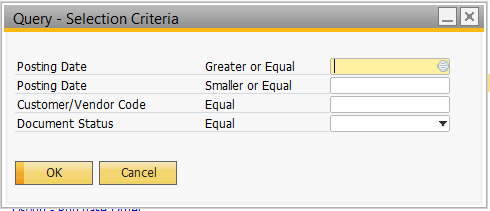 Query - Selection Criteria
Posting Date Greater or Equal
Posting Date Smaller or Equal
Customer/Vendor Code Equal
Document Status Equal
OK Cancel